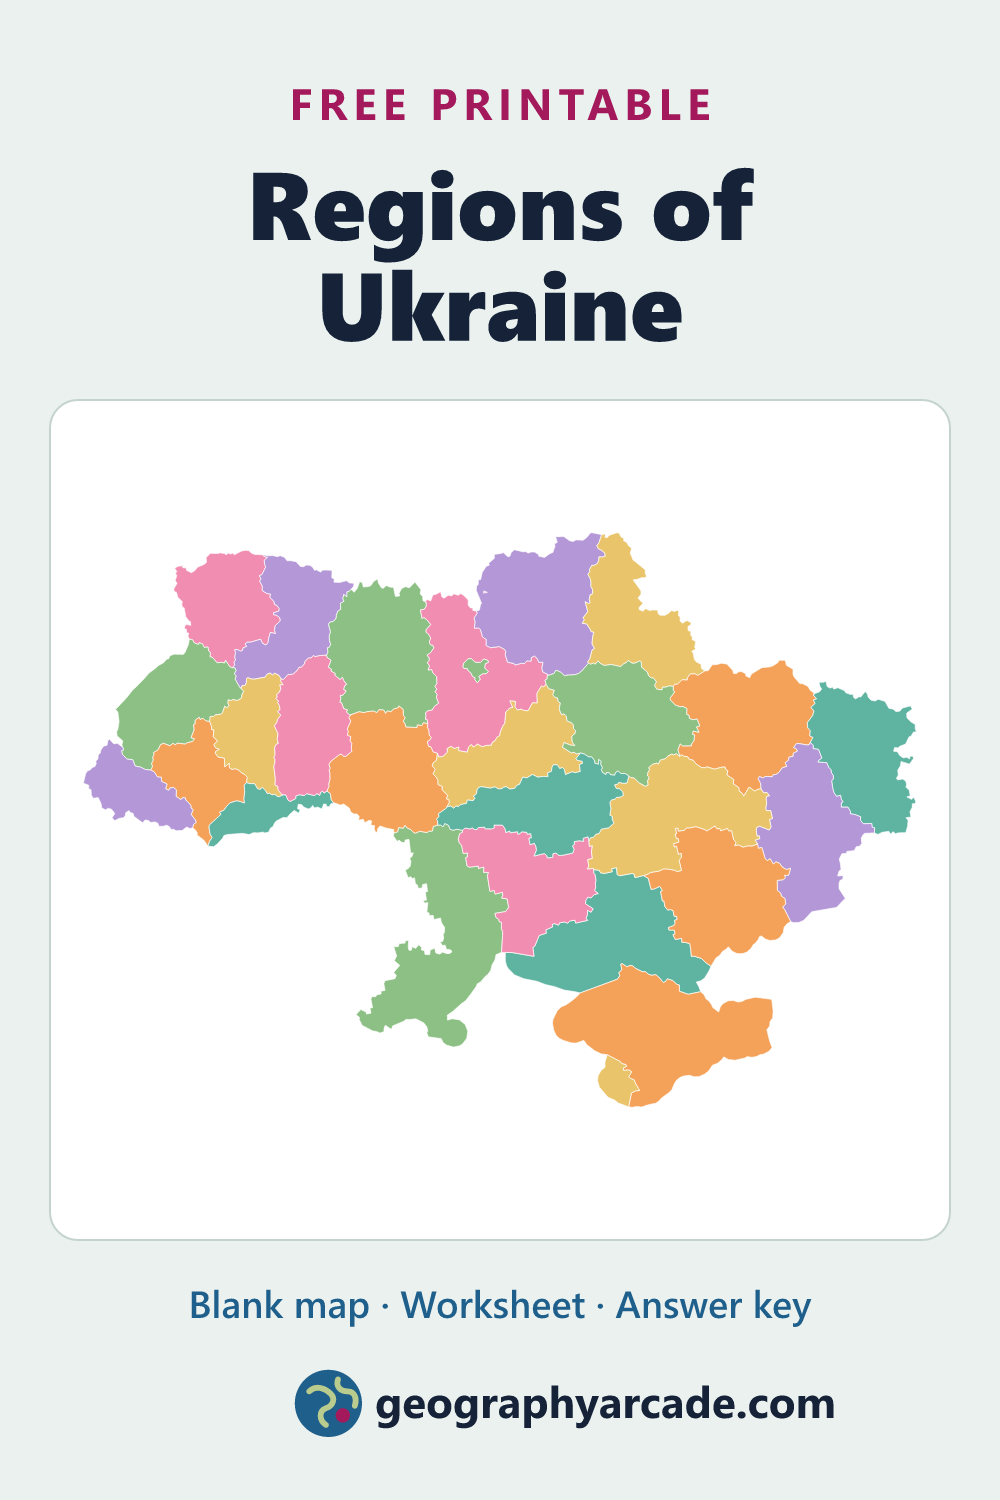 FREE PRINTABLE
Regions of
Ukraine
Blank map · Worksheet · Answer key
geographyarcade.com